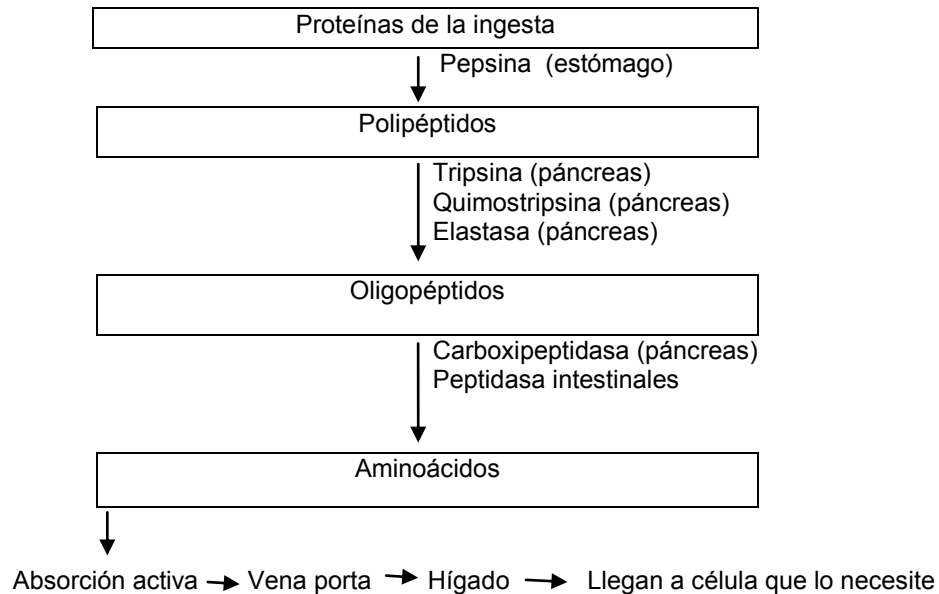 Proteínas de la ingesta
Pepsina (estómago)
Polipéptidos
Tripsina (páncreas)
Quimostripsina (páncreas)
Elastasa (páncreas)
Oligopéptidos
Carboxipeptidasa (páncreas)
Peptidasa intestinales
Aminoácidos
Absorción activa Vena porta Hígado Llegan a célula que lo necesite